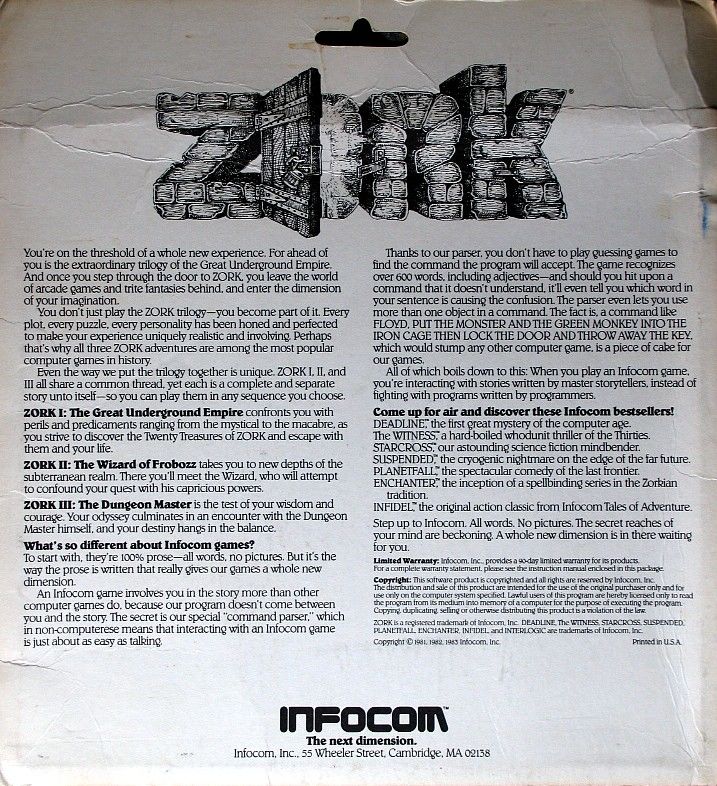 ZORK®
You're on the threshold of a whole new experience. For ahead of
you is the extraordinary trilogy of the Great Underground Empire.
And once you step through the door to ZORK, you leave the world
of arcade games and trite fantasies behind, and enter the dimension
of your imagination.
You don't just play the ZORK trilogy—you become part of it. Every
plot, every puzzle, every personality has been honed and perfected
to make your experience uniquely realistic and involving. Perhaps
that's why all three ZORK adventures are among the most popular
computer games in history.
Even the way we put the trilogy together is unique. ZORK I, II, and
III all share a common thread, yet each is a complete and separate
story unto itself—so you can play them in any sequence you choose.
ZORK I: The Great Underground Empire confronts you with
perils and predicaments ranging from the mystical to the macabre, as
you strive to discover the Twenty Treasures of ZORK and escape with
them and your life.
ZORK II: The Wizard of Frobozz takes you to new depths of the
subterranean realm. There you'll meet the Wizard, who will attempt
to confound your quest with his capricious powers.
ZORK III: The Dungeon Master is the test of your wisdom and
courage. Your odyssey culminates in an encounter with the Dungeon
Master himself, and your destiny hangs in the balance.
What's so different about Infocom games?
To start with, they're 100% prose—all words, no pictures. But it's the
way the prose is written that really gives our games a whole new
dimension.
An Infocom game involves you in the story more than other
computer games do, because our program doesn't come between
you and the story. The secret is our special "command parser," which
in non-computerese means that interacting with an Infocom game
is just about as easy as talking.
Thanks to our parser, you don't have to play guessing games to
find the command the program will accept. The game recognizes
over 600 words, including adjectives—and should you hit upon a
command that it doesn't understand, it'll even tell you which word in
your sentence is causing the confusion. The parser even lets you use
more than one object in a command. The fact is, a command like
FLOYD, PUT THE MONSTER AND THE GREEN MONKEY INTO THE
IRON CAGE THEN LOCK THE DOOR AND THROW AWAY THE KEY,
which would stump any other computer game, is a piece of cake for
our games.
All of which boils down to this: When you play an Infocom game,
you're interacting with stories written by master storytellers, instead of
fighting with programs written by programmers.
Come up for air and discover these Infocom bestsellers!
DEADLINE,™ the first great mystery of the computer age.
The WITNESS,™ a hard-boiled whodunit thriller of the Thirties.
STARCROSS,™ our astounding science fiction mindbender.
SUSPENDED,™ the cryogenic nightmare on the edge of the far future.
PLANETFALL,™ the spectacular comedy of the last frontier.
ENCHANTER,™ the inception of a spellbinding series in the Zorkian
tradition.
INFIDEL,™ the original action classic from Infocom Tales of Adventure.
Step up to Infocom. All words. No pictures. The secret reaches of
your mind are beckoning. A whole new dimension is in there waiting
for you.
Limited Warranty: Infocom, Inc., provides a 90-day limited warranty for its products.
For a complete warranty statement, please see the instruction manual enclosed in this package.
Copyright: This software product is copyrighted and all rights are reserved by Infocom, Inc.
The distribution and sale of this product are intended for the use of the original purchaser only and for
use only on the computer system specified. Lawful users of this program are hereby licensed only to read
the program from its medium into memory of a computer for the purpose of executing the program.
Copying, duplicating, selling or otherwise distributing this product is a violation of the law.
ZORK is a registered trademark of Infocom, Inc. DEADLINE, The WITNESS, STARCROSS, SUSPENDED,
PLANETFALL, ENCHANTER, INFIDEL, and INTERLOGIC are trademarks of Infocom, Inc.
Copyright © 1981, 1982, 1983 Infocom, Inc. Printed in U.S.A.
INFOCOM™
The next dimension.
Infocom, Inc., 55 Wheeler Street, Cambridge, MA 02138